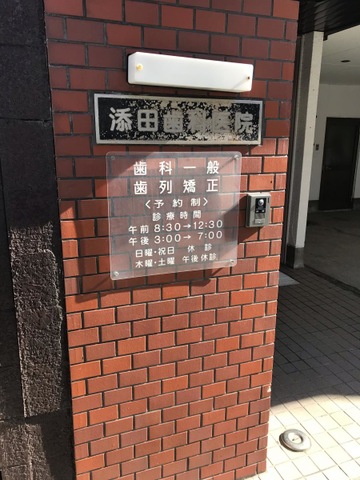 添田歯科医院
歯科一般
歯列矯正
〈予約制〉
診療時間
午前 8:30→12:30
午後 3:00→ 7:00
日曜・祝日 休 診
木曜・土曜 午後休診